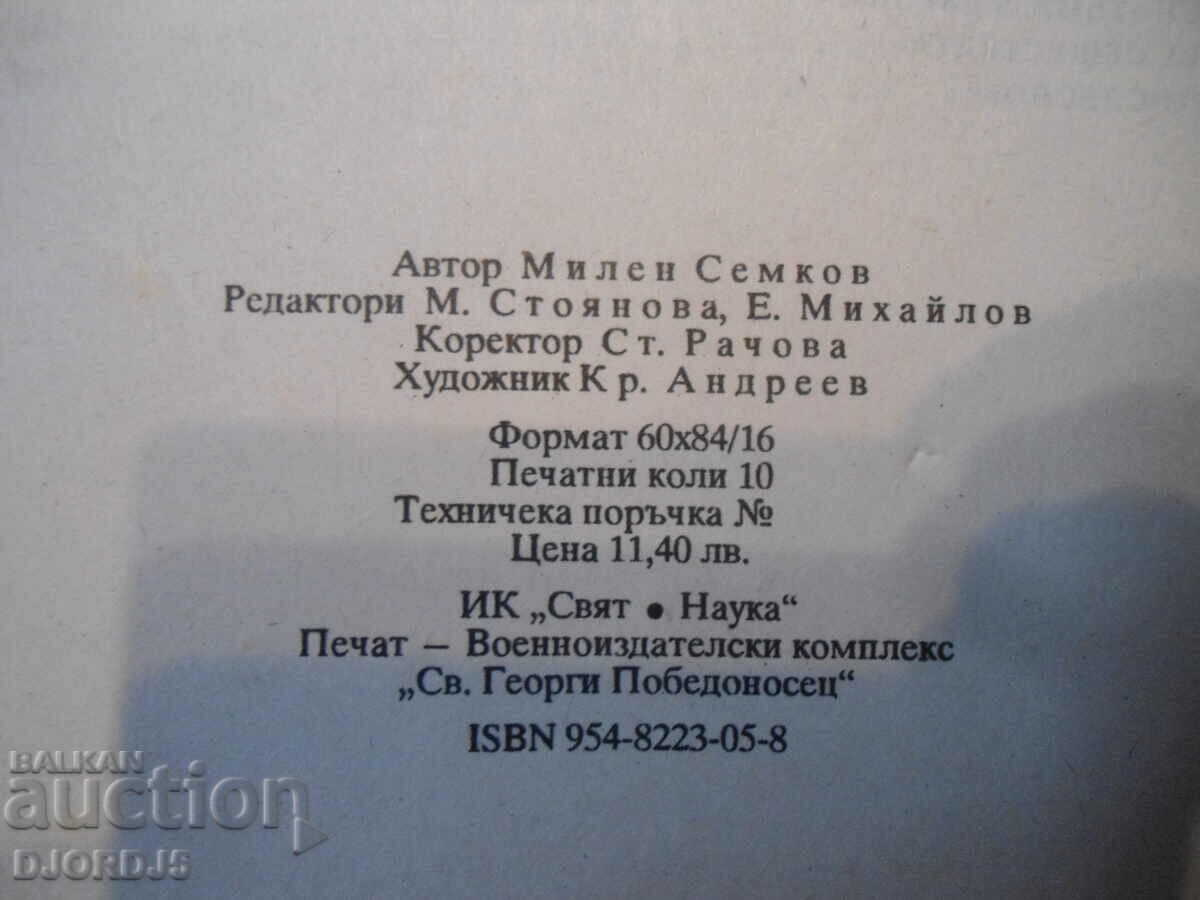 Автор Милен Семков
Редактори М. Стоянова, Е. Михайлов
Коректор Ст. Рачова
Художник Кр. Андреев
Формат 60х84/16
Печатни коли 10
Техничека поръчка №
Цена 11,40 лв.
ИК „Свят • Наука“
Печат – Военноиздателски комплекс
„Св. Георги Победоносец“
ISBN 954-8223-05-8
BALKAN
auction
DJORDJ5